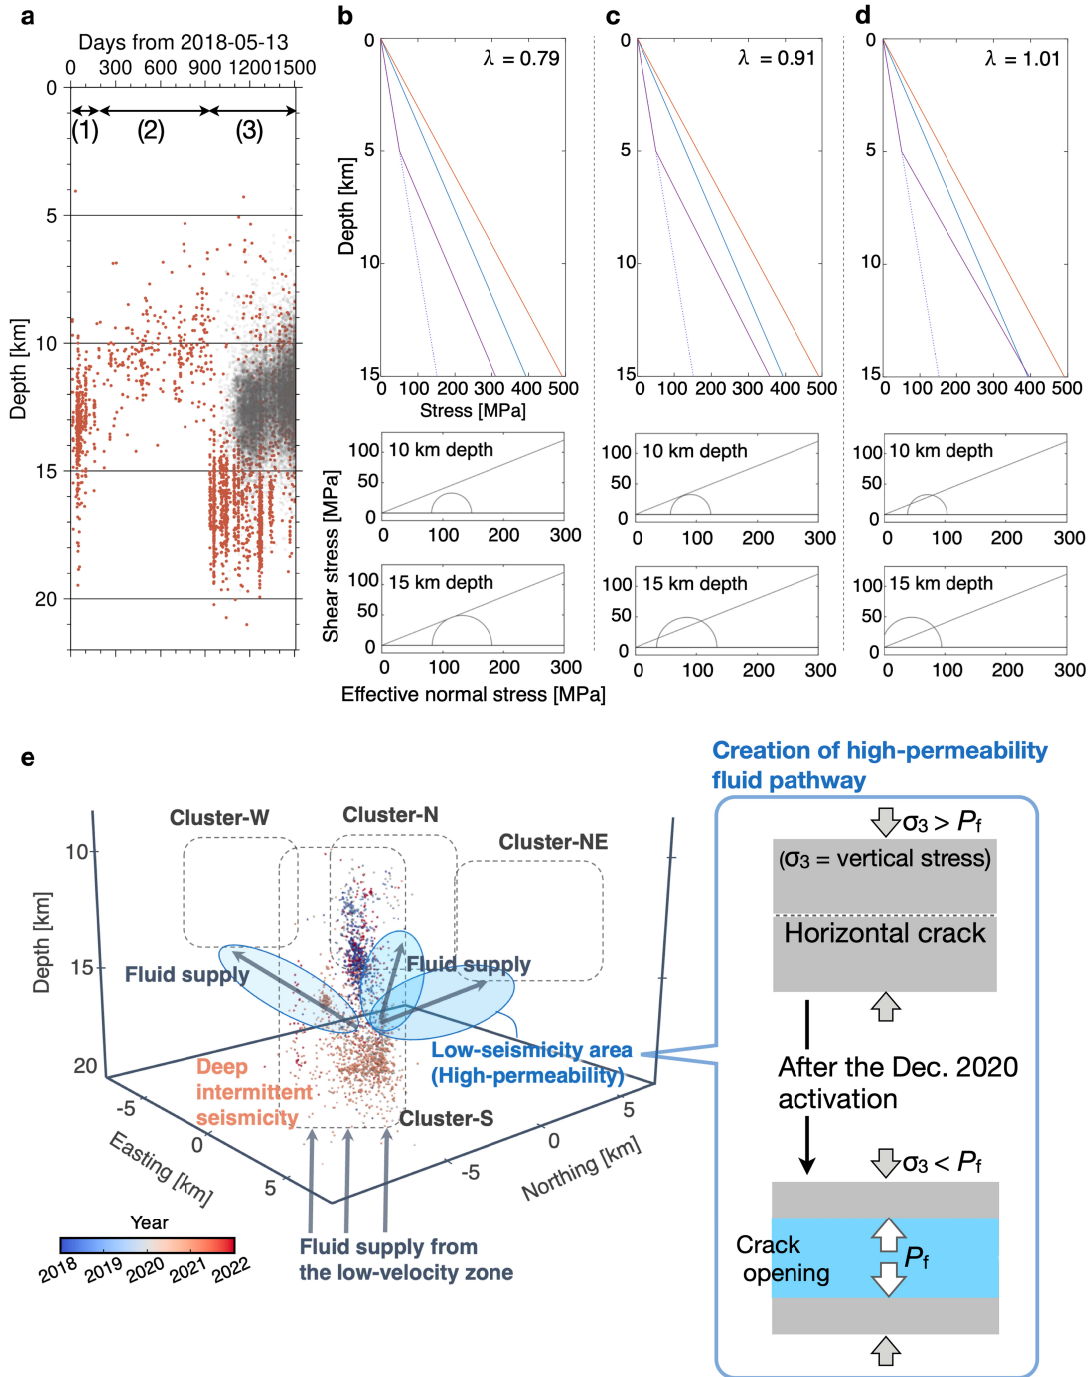 a
Days from 2018-05-13
0 300 600 900 1200 1500
(1) (2) (3)
0
5
10
15
20
Depth [km]
b
λ = 0.79
0
5
10
15
Depth [km]
0 100 200 300 400 500
Stress [MPa]
10 km depth
100
50
0
0 100 200 300
15 km depth
100
50
0
0 100 200 300
Shear stress [MPa]
Effective normal stress [MPa]
c
λ = 0.91
0
5
10
15
0 100 200 300 400 500
10 km depth
100
50
0
0 100 200 300
15 km depth
100
50
0
0 100 200 300
d
λ = 1.01
0
5
10
15
0 100 200 300 400 500
10 km depth
100
50
0
0 100 200 300
15 km depth
100
50
0
0 100 200 300
e
Cluster-W
Cluster-N
Cluster-NE
10
15
20
Depth [km]
Fluid supply
Fluid supply
Low-seismicity area
(High-permeability)
Deep
intermittent
seismicity
Cluster-S
-5
0
5
Easting [km]
-5
0
5
Northing [km]
Fluid supply from
the low-velocity zone
Year
2018 2019 2020 2021 2022
Creation of high-permeability
fluid pathway
σ3 > Pf
(σ3 = vertical stress)
Horizontal crack
After the Dec. 2020
activation
σ3 < Pf
Crack
opening
Pf